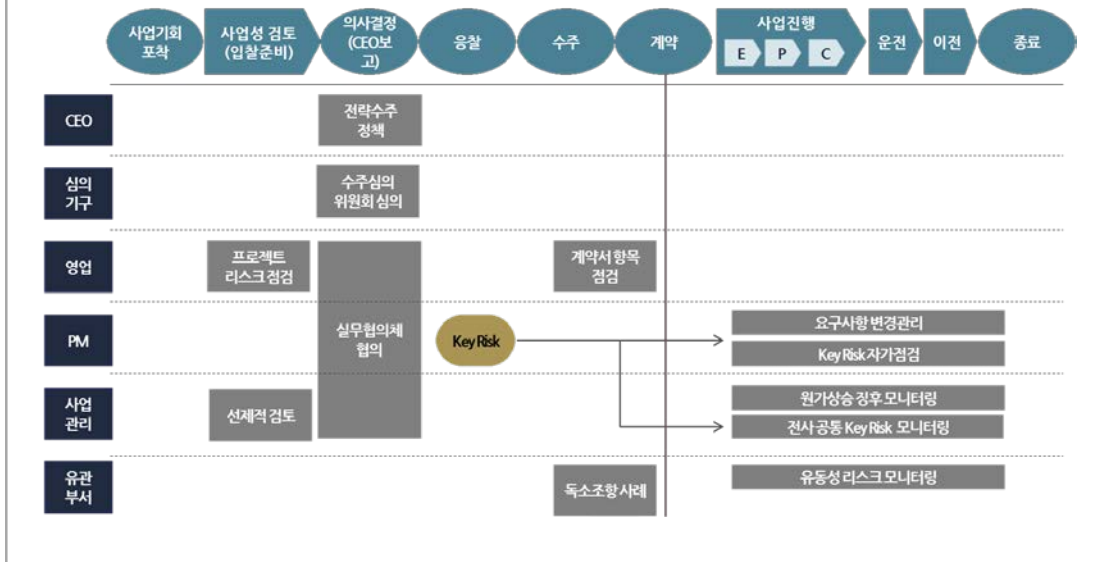 사업기회
포착
사업성 검토
(입찰준비)
의사결정
(CEO보
고)
응찰
수주
계약
사업진행
E P C
운전
이전
종료
CEO
전략수주
정책
심의
기구
수주심의
위원회 심의
영업
프로젝트
리스크 점검
계약서 항목
점검
PM
실무협의체
협의
Key Risk
요구사항 변경관리
Key Risk 자가점검
사업
관리
선제적 검토
원가상승 징후 모니터링
전사 공통 Key Risk 모니터링
유관
부서
독소조항 사례
유동성 리스크 모니터링